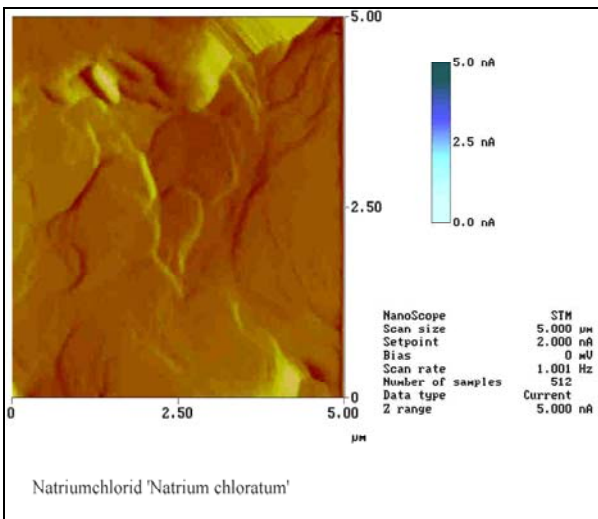 5.00
5.0 nA
2.5 nA
2.50
0.0 nA
NanoScope STM
Scan size 5.000 µm
Setpoint 2.000 nA
Bias 0 mV
Scan rate 1.001 Hz
Number of samples 512
Data type Current
Z range 5.000 nA
0
0 2.50 5.00
µm
Natriumchlorid 'Natrium chloratum'